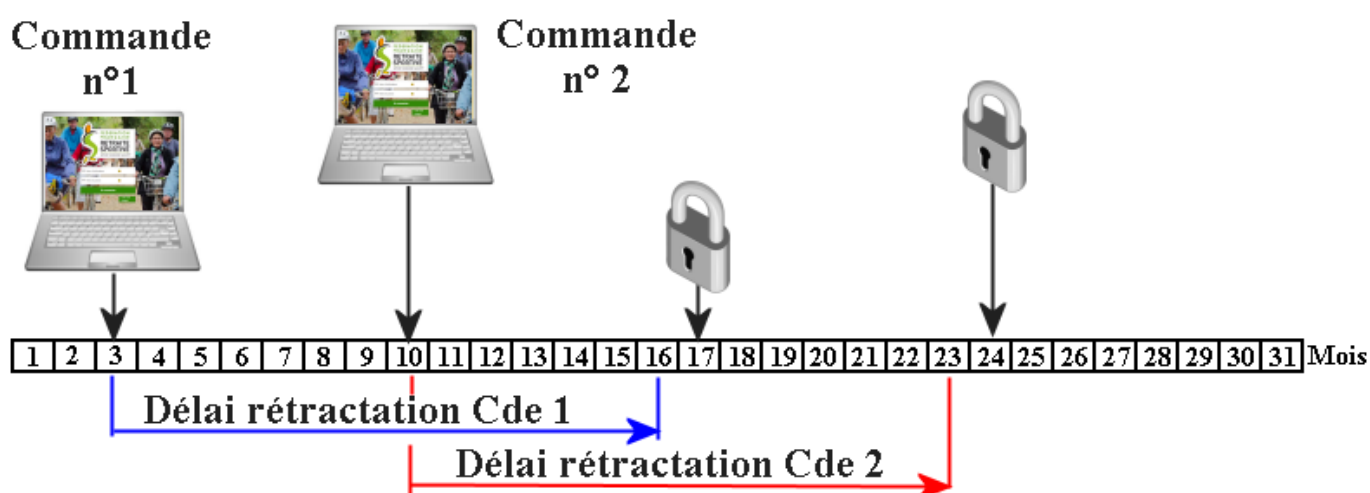 Commande
n°1
Commande
n° 2
RETRAITE
SPORTIVE
1 2 3 4 5 6 7 8 9 10 11 12 13 14 15 16 17 18 19 20 21 22 23 24 25 26 27 28 29 30 31 Mois
Délai rétractation Cde 1
Délai rétractation Cde 2